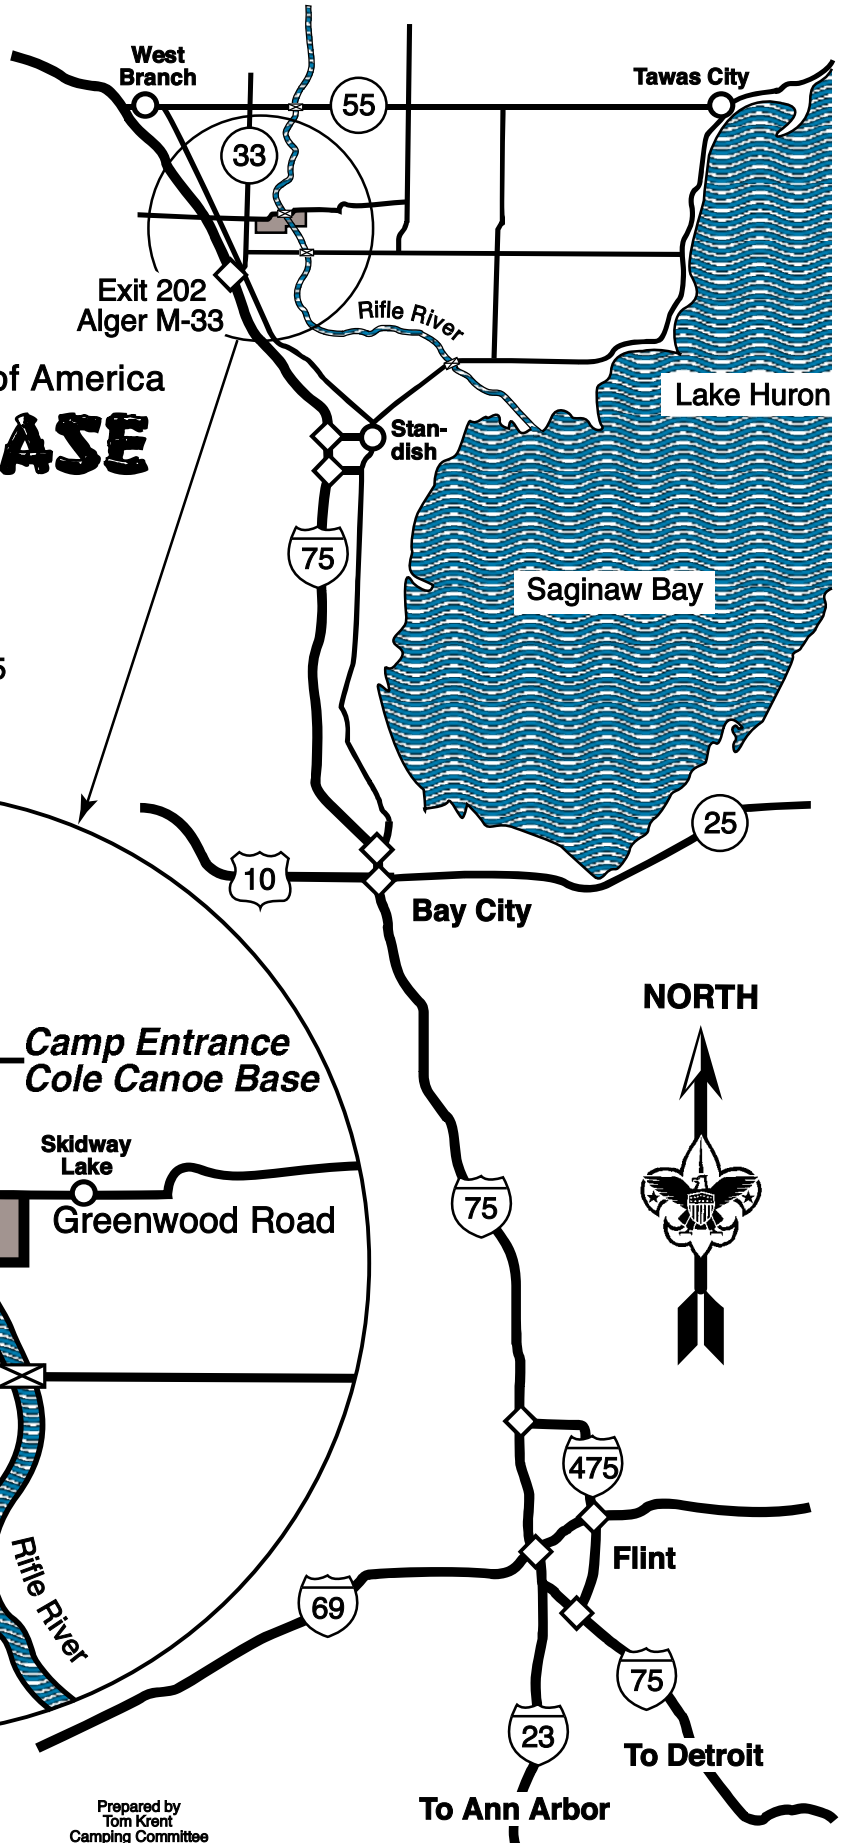 West
Branch
Tawas City
55
33
Exit 202
Alger M-33
Rifle River
of America
Lake Huron
ASE
Stan-
dish
75
Saginaw Bay
5
25
10
Bay City
NORTH
Camp Entrance
Cole Canoe Base
Skidway
Lake
75
Greenwood Road
475
Flint
Rifle River
69
75
23
To Detroit
To Ann Arbor
Prepared by
Tom Krent
Camping Committee